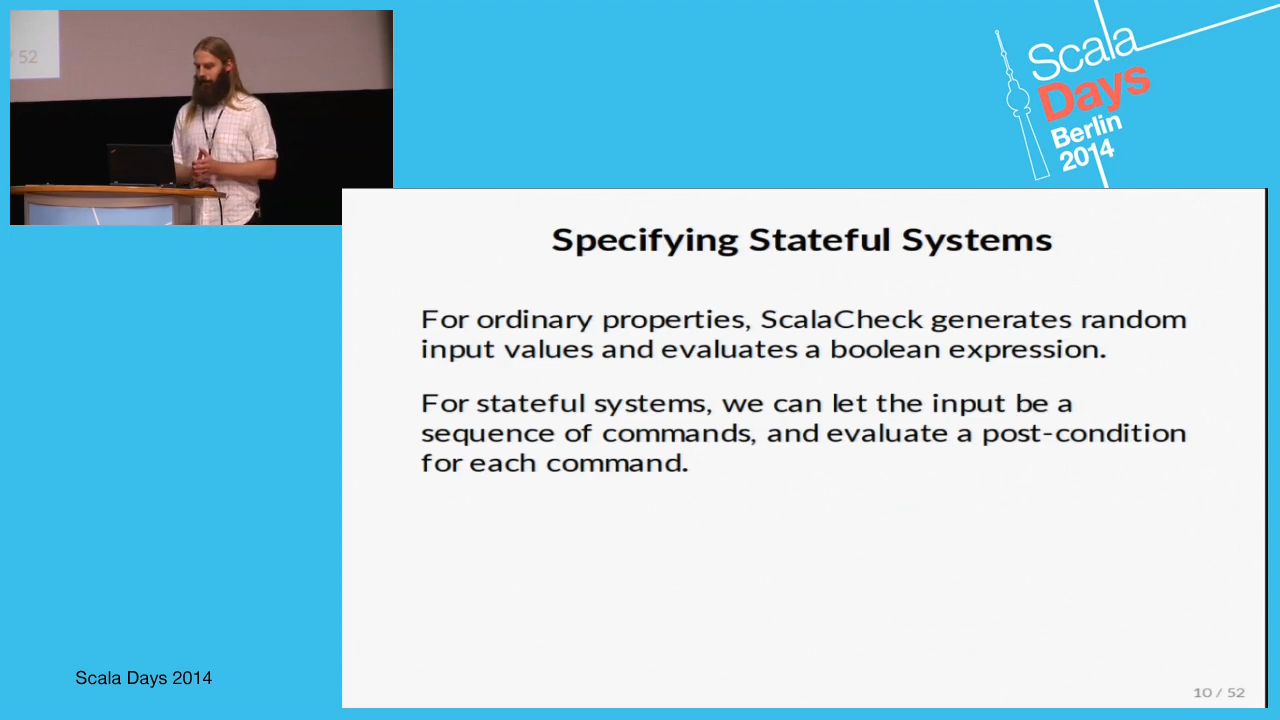 / 52
Scala
Days
Berlin
2014
Specifying Stateful Systems
For ordinary properties, ScalaCheck generates random
input values and evaluates a boolean expression.
For stateful systems, we can let the input be a
sequence of commands, and evaluate a post-condition
for each command.
Scala Days 2014
10 / 52